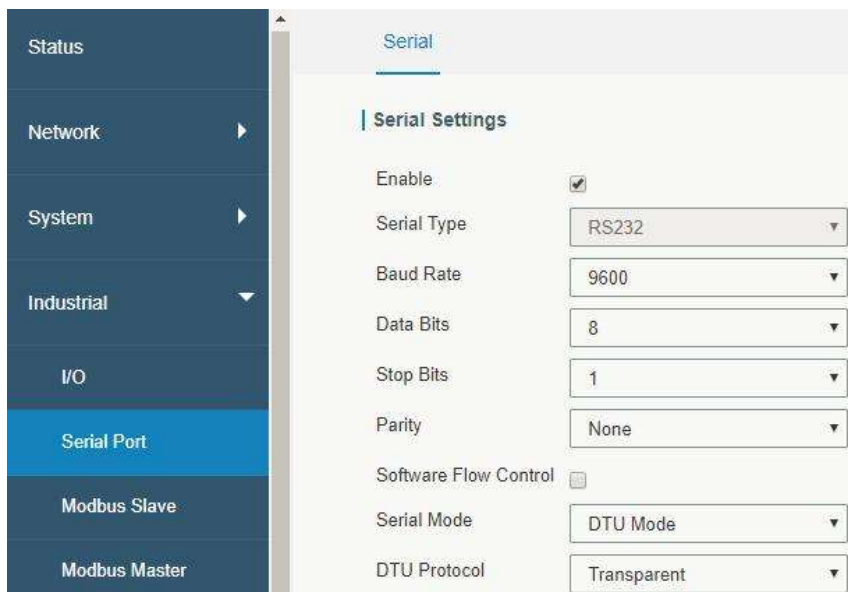 Status
Network
System
Industrial
I/O
Serial Port
Modbus Slave
Modbus Master
Serial
Serial Settings
Enable
Serial Type RS232
Baud Rate 9600
Data Bits 8
Stop Bits 1
Parity None
Software Flow Control
Serial Mode DTU Mode
DTU Protocol Transparent